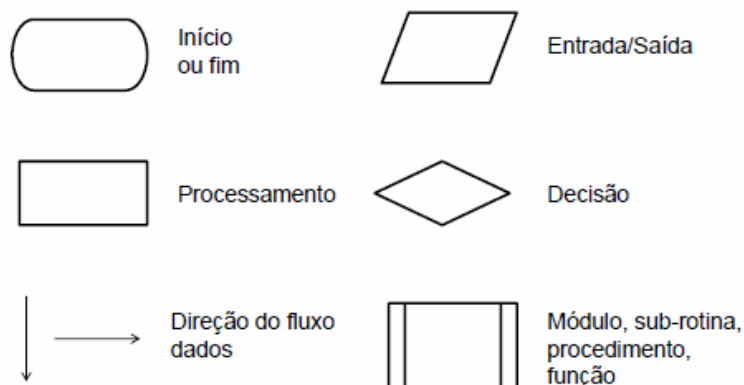 Início
ou fim
Entrada/Saída
Processamento
Decisão
Direção do fluxo
dados
Módulo, sub-rotina,
procedimento,
função